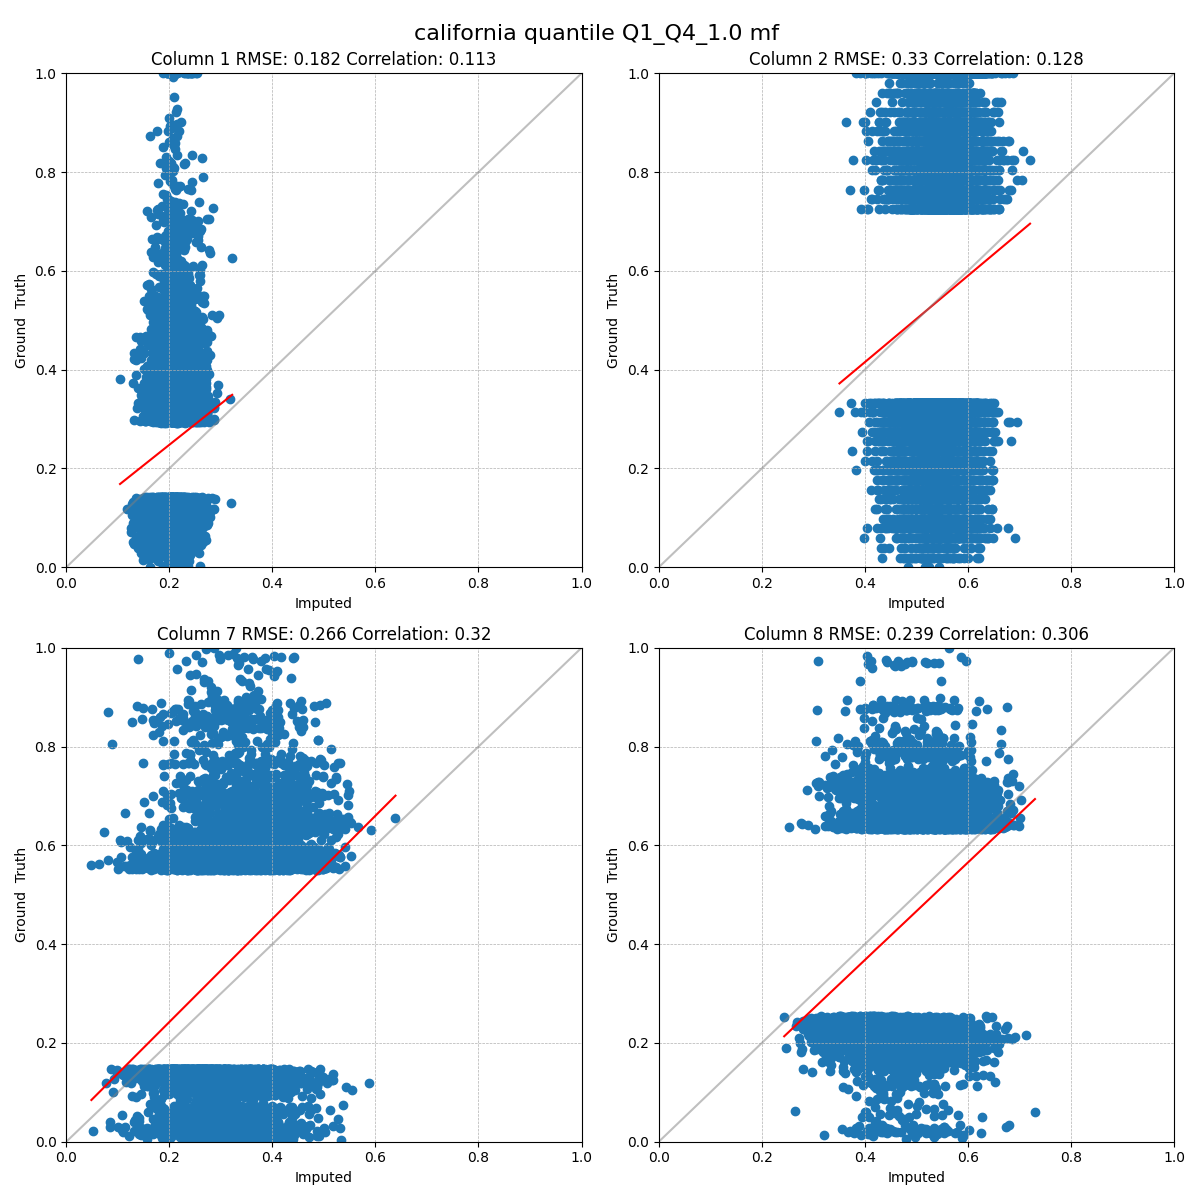 california quantile Q1_Q4_1.0 mf
Column 1 RMSE: 0.182 Correlation: 0.113
Column 2 RMSE: 0.33 Correlation: 0.128
1.0
0.8
0.6
0.4
0.2
0.0
Ground Truth
0.0 0.2 0.4 0.6 0.8 1.0
Imputed
1.0
0.8
0.6
0.4
0.2
0.0
Ground Truth
0.0 0.2 0.4 0.6 0.8 1.0
Imputed
Column 7 RMSE: 0.266 Correlation: 0.32
Column 8 RMSE: 0.239 Correlation: 0.306
1.0
0.8
0.6
0.4
0.2
0.0
Ground Truth
0.0 0.2 0.4 0.6 0.8 1.0
Imputed
1.0
0.8
0.6
0.4
0.2
0.0
Ground Truth
0.0 0.2 0.4 0.6 0.8 1.0
Imputed